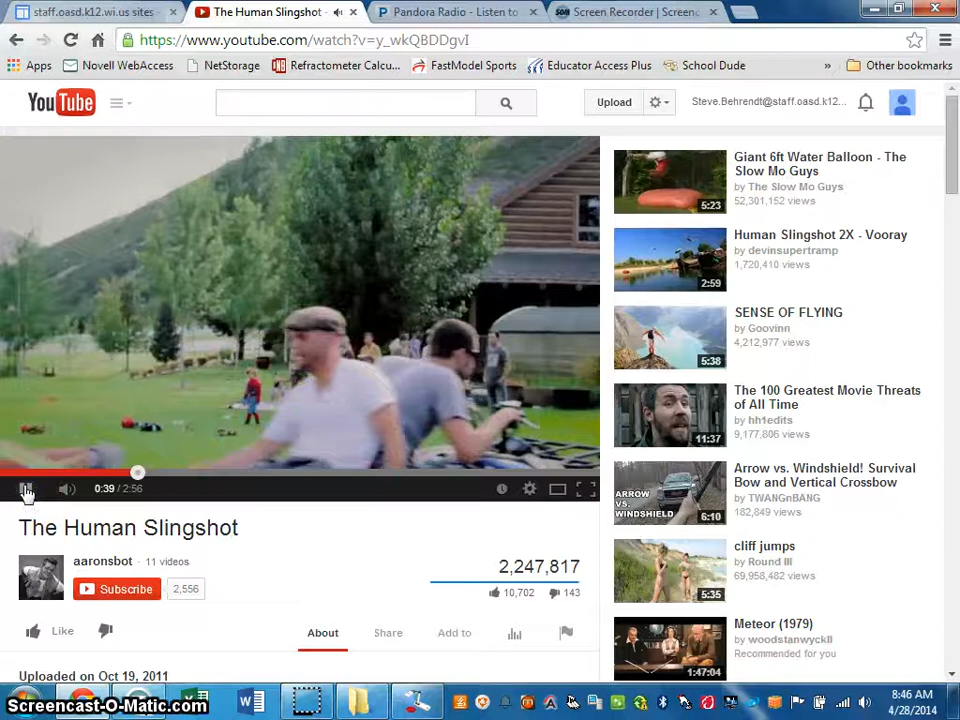 staff.oasd.k12.wi.us sites -
The Human Slingshot -
Pandora Radio - Listen to
Screen Recorder | Screenc
https://www.youtube.com/watch?v=y_wkQBDDgvI
Apps
Novell WebAccess
NetStorage
Refractometer Calcu...
FastModel Sports
Educator Access Plus
School Dude
»
Other bookmarks
YouTube
Upload
Steve.Behrendt@staff.oasd.k12...
Giant 6ft Water Balloon - The
Slow Mo Guys
by The Slow Mo Guys
52,301,152 views
5:23
Human Slingshot 2X - Vooray
by devinsupertramp
1,720,410 views
2:59
SENSE OF FLYING
by Goovinn
4,212,977 views
5:38
The 100 Greatest Movie Threats
of All Time
by hh1edits
9,177,806 views
11:37
Arrow vs. Windshield! Survival
Bow and Vertical Crossbow
by TWANGnBANG
182,849 views
ARROW
VS.
WINDSHIELD
6:10
cliff jumps
by Round III
69,958,482 views
5:35
Meteor (1979)
by woodstanwyckll
Recommended for you
1:47:04
0:39 / 2:56
The Human Slingshot
aaronsbot · 11 videos
Subscribe 2,556
2,247,817
10,702 143
Like
About
Share
Add to
Uploaded on Oct 19, 2011
Screencast-O-Matic.com
8:46 AM
4/28/2014